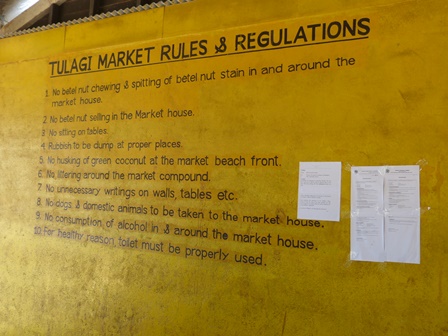 TULAGI MARKET RULES & REGULATIONS
1. No betel nut chewing & spitting of betel nut stain in and around the
market house.
2. No betel nut selling in the Market house.
3. No sitting on tables.
4. Rubbish to be dump at proper places.
5. No husking of green coconut at the market beach front.
6. No littering around the market compound.
7. No unnecessary writings on walls, tables etc.
8. No dogs & domestic animals to be taken to the market house.
9. No consumption of alcohol in & around the market house.
10. For healthy reason, toilet must be properly used.